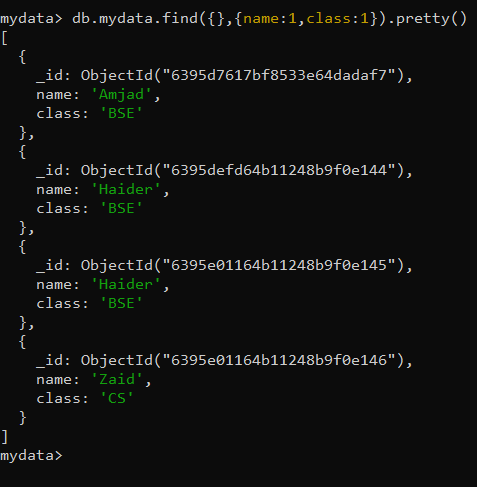 mydata> db.mydata.find({},{name:1,class:1}).pretty()
[
  {
    _id: ObjectId("6395d7617bf8533e64dadaf7"),
    name: 'Amjad',
    class: 'BSE'
  },
  {
    _id: ObjectId("6395defd64b11248b9f0e144"),
    name: 'Haider',
    class: 'BSE'
  },
  {
    _id: ObjectId("6395e01164b11248b9f0e145"),
    name: 'Haider',
    class: 'BSE'
  },
  {
    _id: ObjectId("6395e01164b11248b9f0e146"),
    name: 'Zaid',
    class: 'CS'
  }
]
mydata>